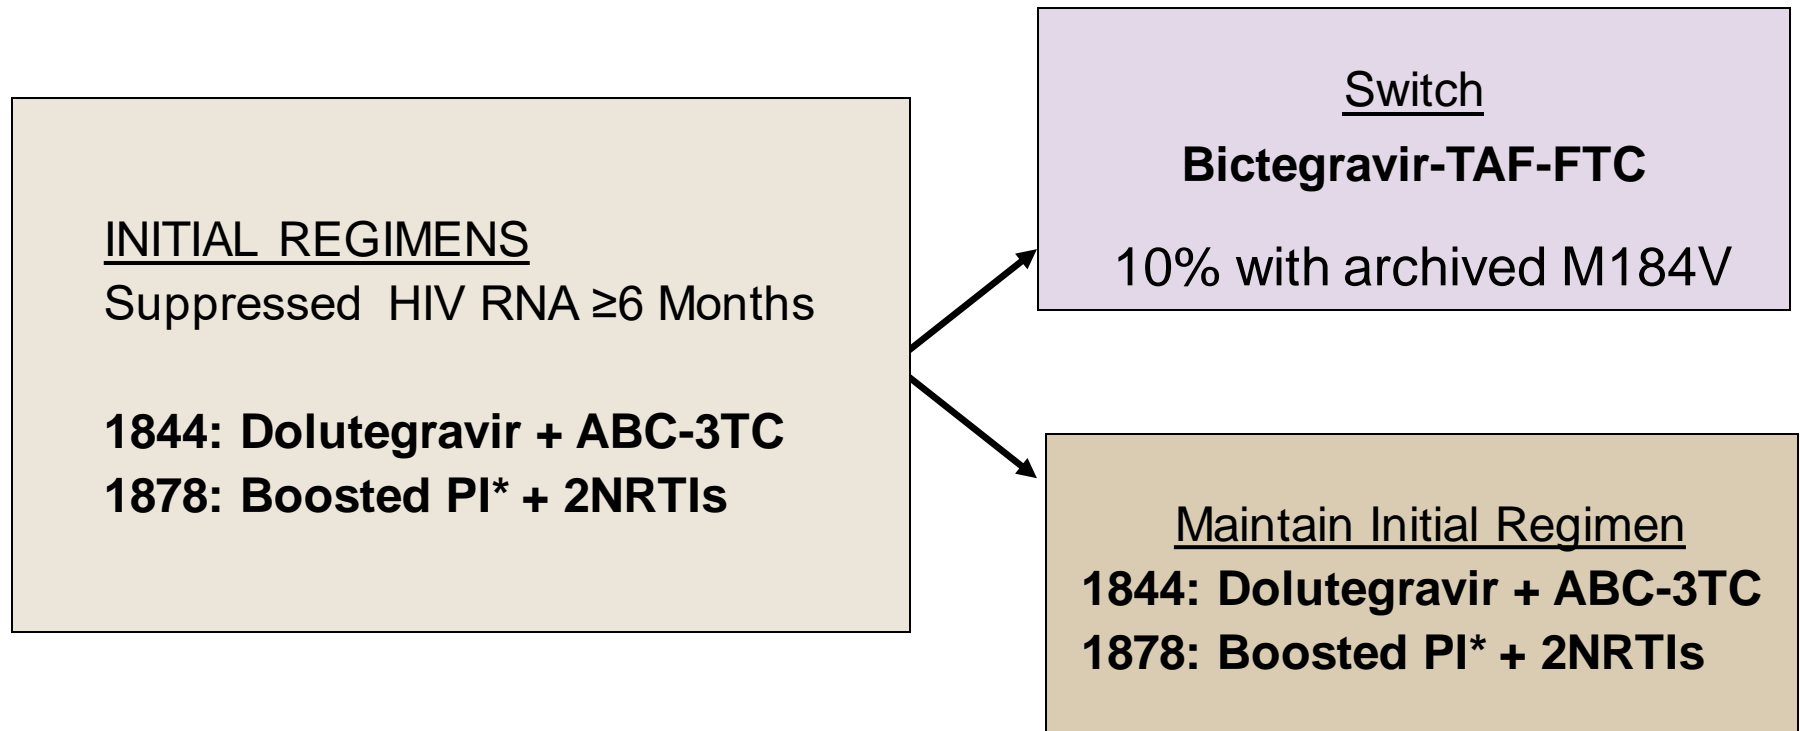 INITIAL REGIMENS
Suppressed HIV RNA ≥6 Months
1844: Dolutegravir + ABC-3TC
1878: Boosted PI* + 2NRTIs
Switch
Bictegravir-TAF-FTC
10% with archived M184V
Maintain Initial Regimen
1844: Dolutegravir + ABC-3TC
1878: Boosted PI* + 2NRTIs